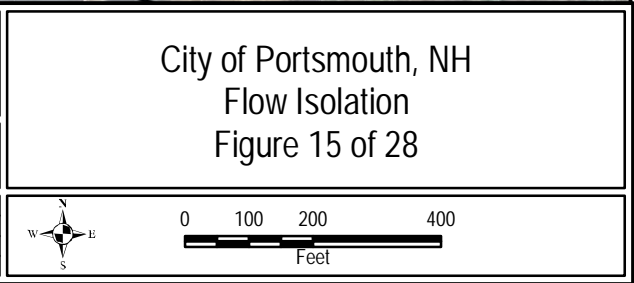 City of Portsmouth, NH
Flow Isolation
Figure 15 of 28
N
W E
S
0 100 200 400
Feet